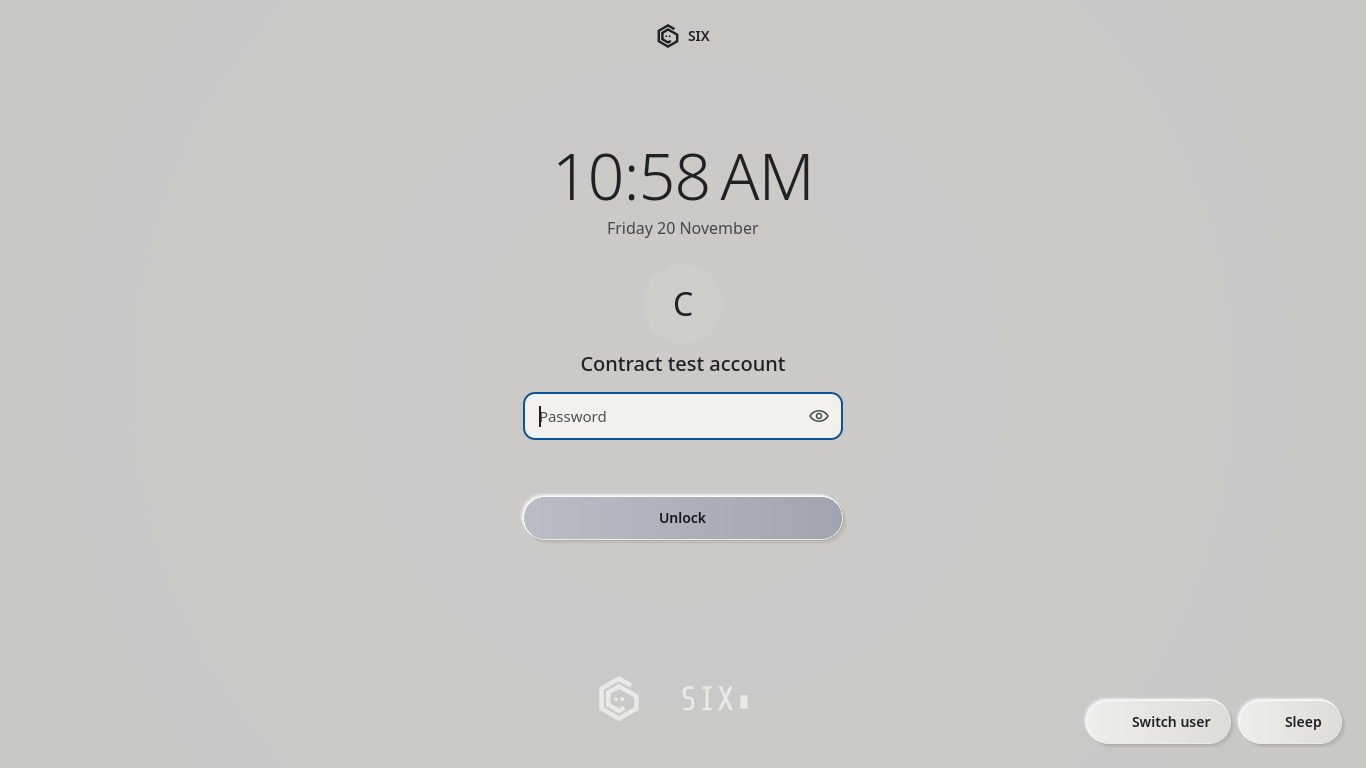 SIX
10:58 AM
Friday 20 November
C
Contract test account
Password
Unlock
SIX
Switch user
Sleep